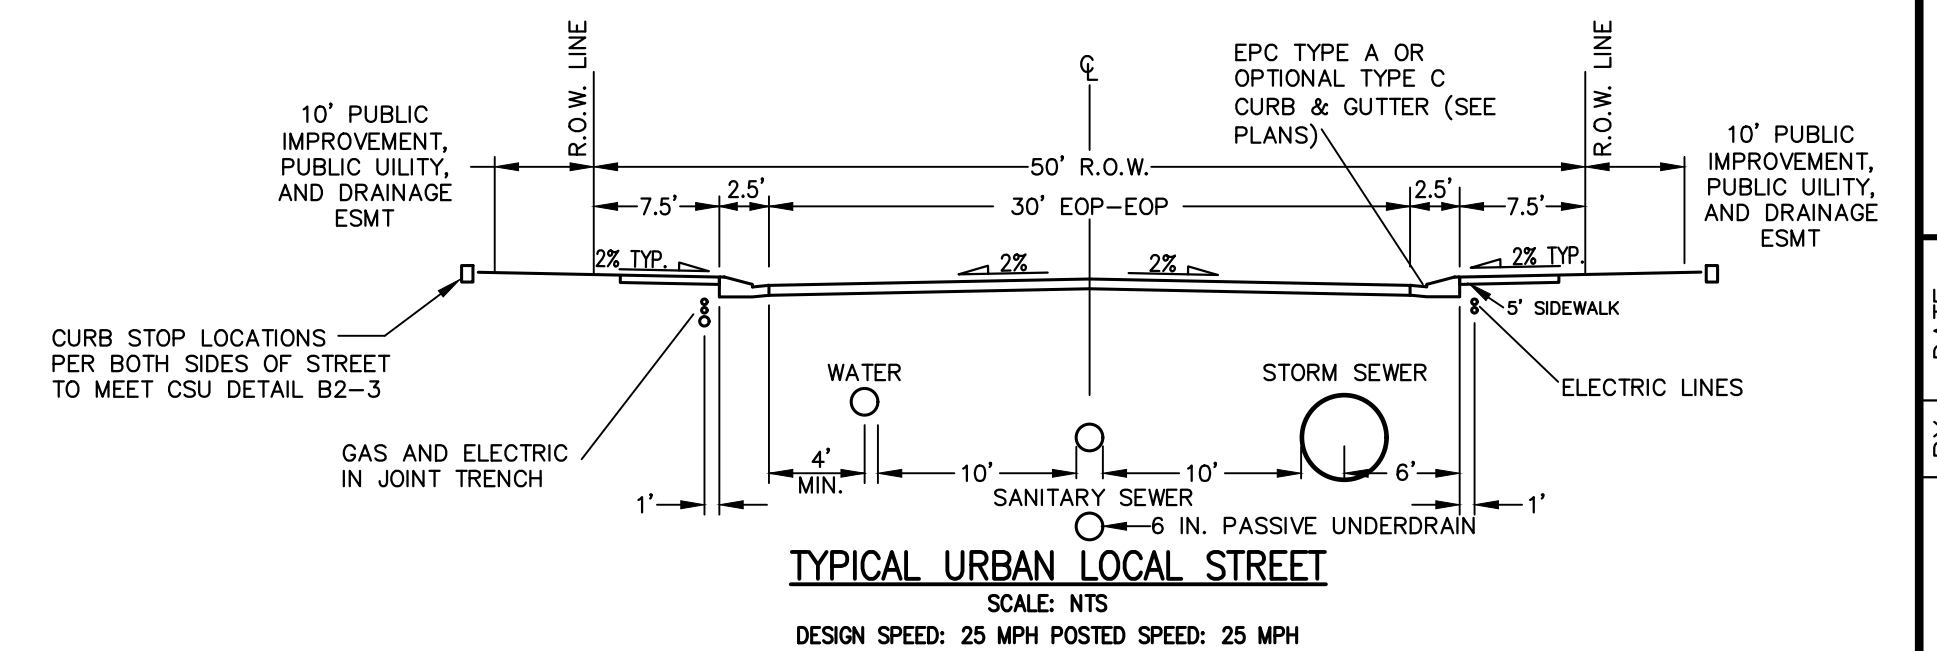 R.O.W. LINE
10' PUBLIC
IMPROVEMENT,
PUBLIC UILITY,
AND DRAINAGE
ESMT
℄
EPC TYPE A OR
OPTIONAL TYPE C
CURB & GUTTER (SEE
PLANS)
R.O.W. LINE
10' PUBLIC
IMPROVEMENT,
PUBLIC UILITY,
AND DRAINAGE
ESMT
50' R.O.W.
7.5'
2.5'
30' EOP-EOP
2.5'
7.5'
2% TYP.
2%
2%
2% TYP.
5' SIDEWALK
CURB STOP LOCATIONS
PER BOTH SIDES OF STREET
TO MEET CSU DETAIL B2-3
WATER
STORM SEWER
ELECTRIC LINES
GAS AND ELECTRIC
IN JOINT TRENCH
4'
MIN.
10'
10'
6'
1'
SANITARY SEWER
1'
6 IN. PASSIVE UNDERDRAIN
TYPICAL URBAN LOCAL STREET
SCALE: NTS
DESIGN SPEED: 25 MPH POSTED SPEED: 25 MPH